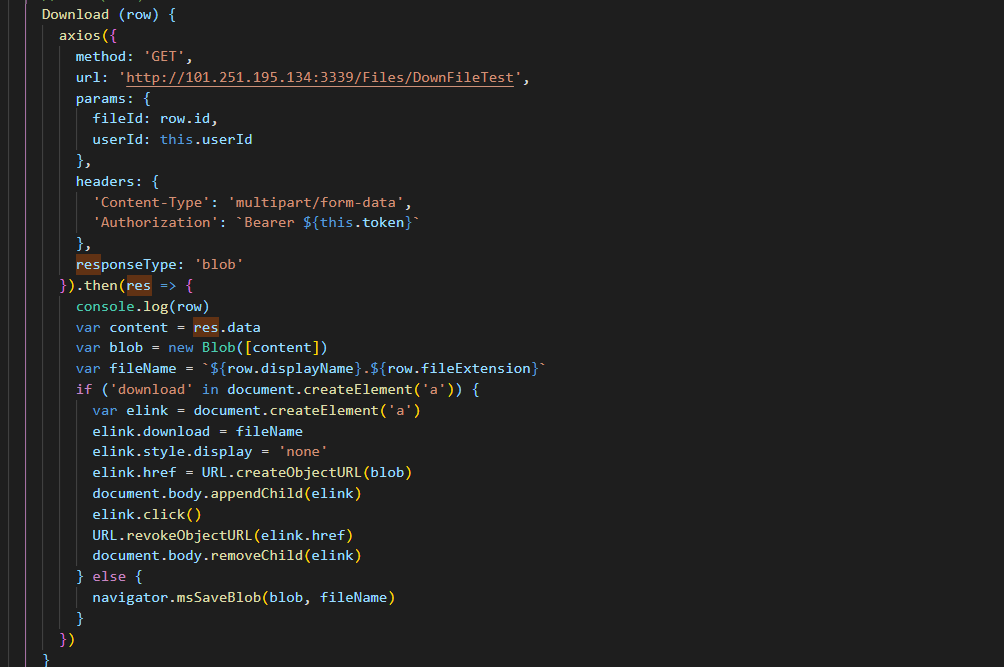 Download (row) {
axios({
method: 'GET',
url: 'http://101.251.195.134:3339/Files/DownFileTest',
params: {
fileId: row.id,
userId: this.userId
},
headers: {
'Content-Type': 'multipart/form-data',
'Authorization': `Bearer ${this.token}`
},
responseType: 'blob'
}).then(res => {
console.log(row)
var content = res.data
var blob = new Blob([content])
var fileName = `${row.displayName}.${row.fileExtension}`
if ('download' in document.createElement('a')) {
var elink = document.createElement('a')
elink.download = fileName
elink.style.display = 'none'
elink.href = URL.createObjectURL(blob)
document.body.appendChild(elink)
elink.click()
URL.revokeObjectURL(elink.href)
document.body.removeChild(elink)
} else {
navigator.msSaveBlob(blob, fileName)
}
})
}